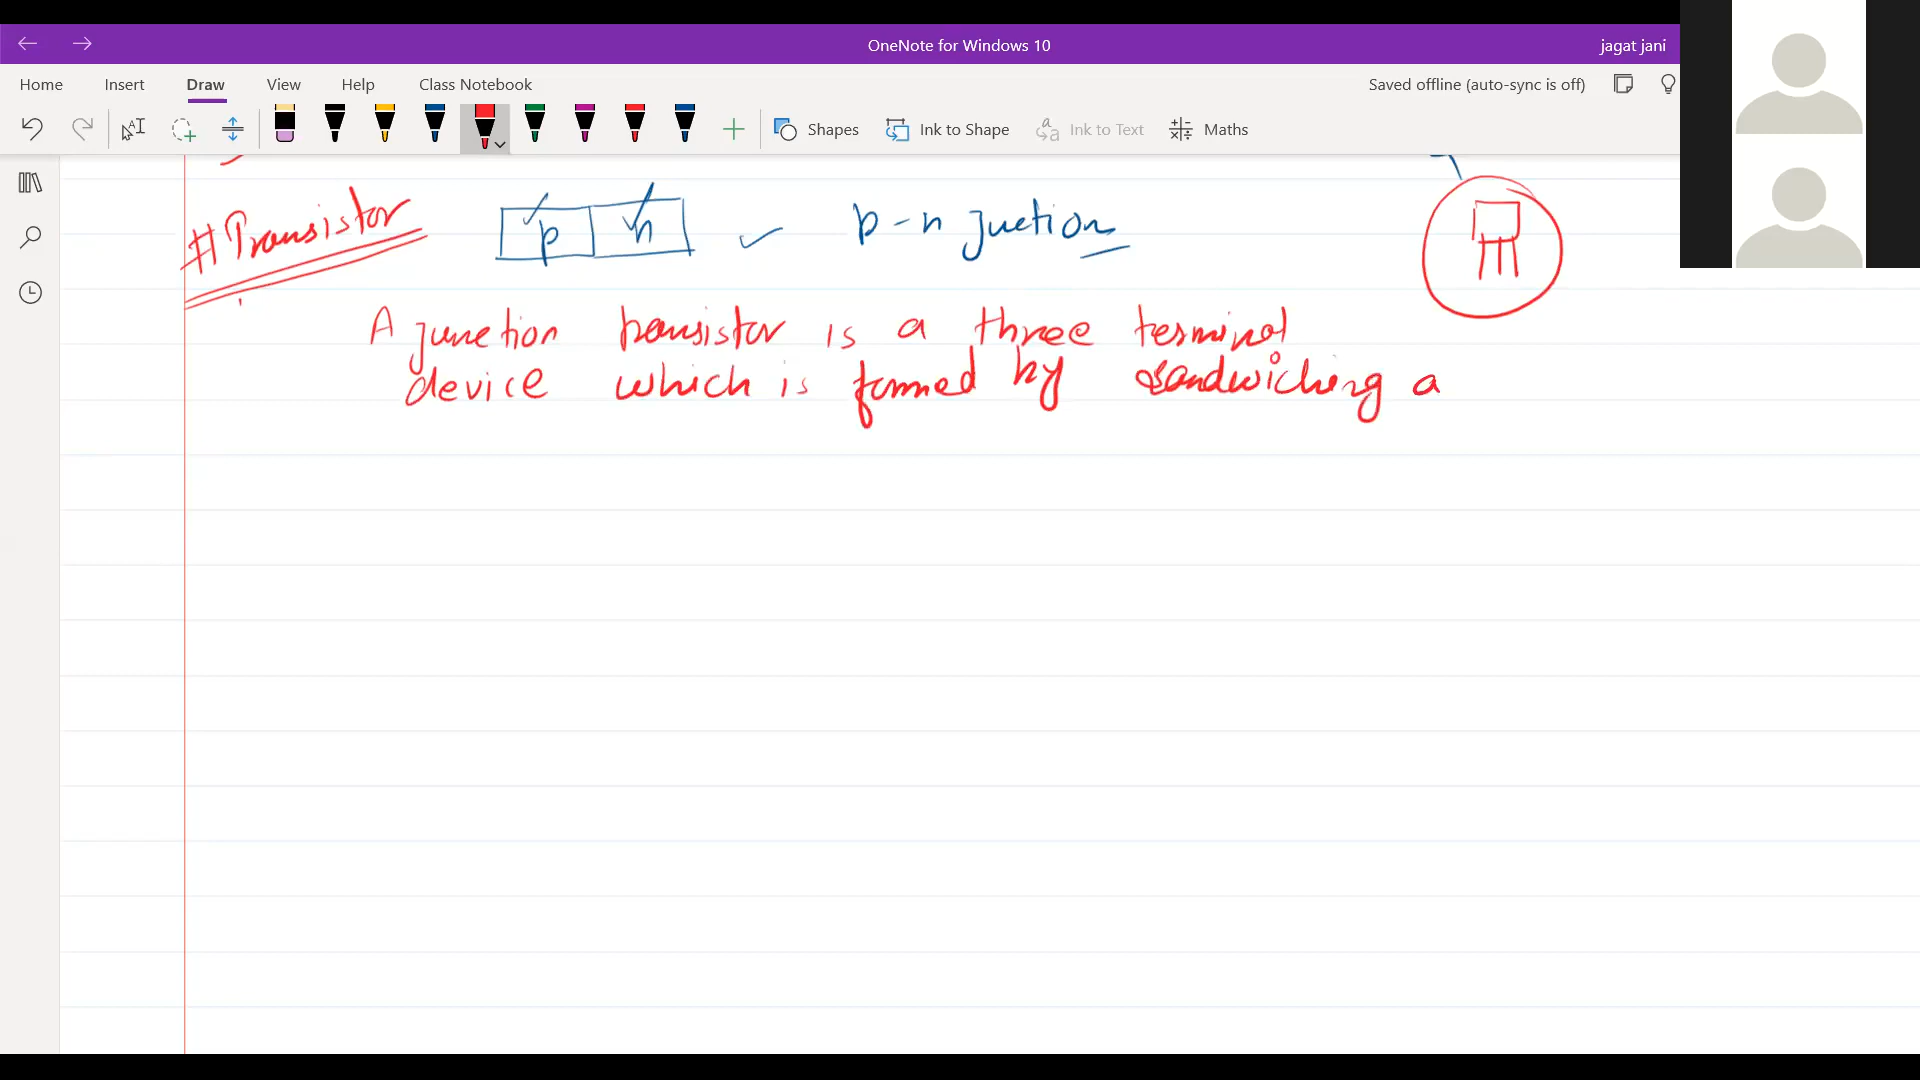 OneNote for Windows 10
jagat jani
Home Insert Draw View Help Class Notebook
Saved offline (auto-sync is off)
Shapes Ink to Shape Ink to Text Maths
#Transistor
p n
p-n juction
A junction transistor is a three terminal
device which is formed by sandwiching a